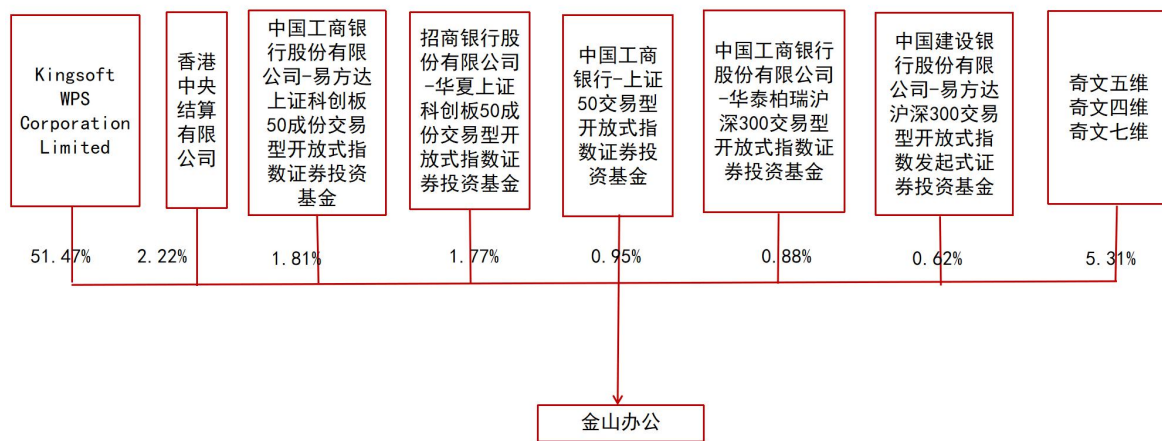 Kingsoft
WPS
Corporation
Limited
香港
中央
结算
有限
公司
中国工商银
行股份有限
公司-易方达
上证科创板
50成份交易
型开放式指
数证券投资
基金
招商银行股
份有限公司
-华夏上证
科创板50成
份交易型开
放式指数证
券投资基金
中国工商
银行-上证
50交易型
开放式指
数证券投
资基金
中国工商银行
股份有限公司
-华泰柏瑞沪
深300交易型
开放式指数证
券投资基金
中国建设银
行股份有限
公司-易方达
沪深300交易
型开放式指
数发起式证
券投资基金
奇文五维
奇文四维
奇文七维
51.47%
2.22%
1.81%
1.77%
0.95%
0.88%
0.62%
5.31%
金山办公